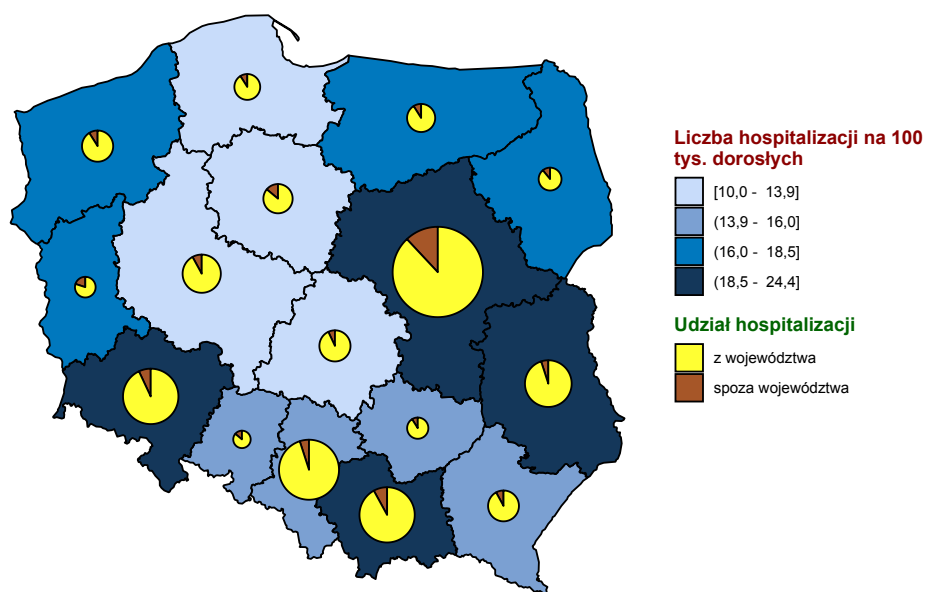 Liczba hospitalizacji na 100
tys. dorosłych
[10,0 - 13,9]
(13,9 - 16,0]
(16,0 - 18,5]
(18,5 - 24,4]
Udział hospitalizacji
z województwa
spoza województwa